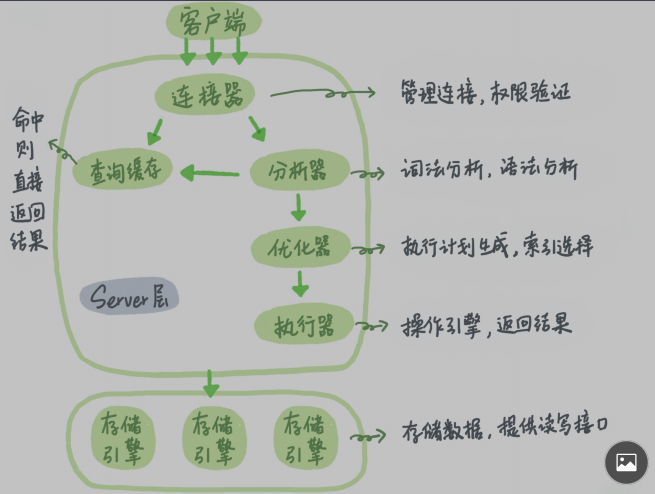 客户端
连接器
管理连接，权限验证
命中
则
直接
返回
结果
查询缓存
分析器
词法分析，语法分析
优化器
执行计划生成，索引选择
Server层
执行器
操作引擎，返回结果
存储
引擎
存储
引擎
存储
引擎
存储数据，提供读写接口